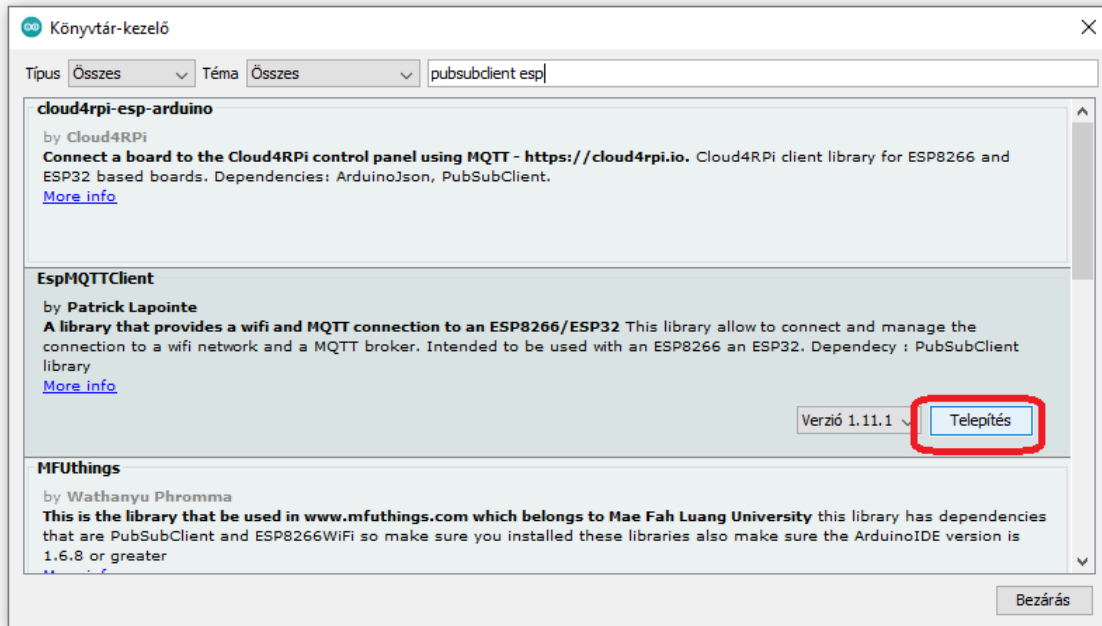 Könyvtár-kezelő
Típus Összes Téma Összes pubsubclient esp
cloud4rpi-esp-arduino
by Cloud4RPi
Connect a board to the Cloud4RPi control panel using MQTT - https://cloud4rpi.io. Cloud4RPi client library for ESP8266 and
ESP32 based boards. Dependencies: ArduinoJson, PubSubClient.
More info
EspMQTTClient
by Patrick Lapointe
A library that provides a wifi and MQTT connection to an ESP8266/ESP32 This library allow to connect and manage the
connection to a wifi network and a MQTT broker. Intended to be used with an ESP8266 an ESP32. Dependecy : PubSubClient
library
More info
Verzió 1.11.1 Telepítés
MFUthings
by Wathanyu Phromma
This is the library that be used in www.mfuthings.com which belongs to Mae Fah Luang University this library has dependencies
that are PubSubClient and ESP8266WiFi so make sure you installed these libraries also make sure the ArduinoIDE version is
1.6.8 or greater
Bezárás